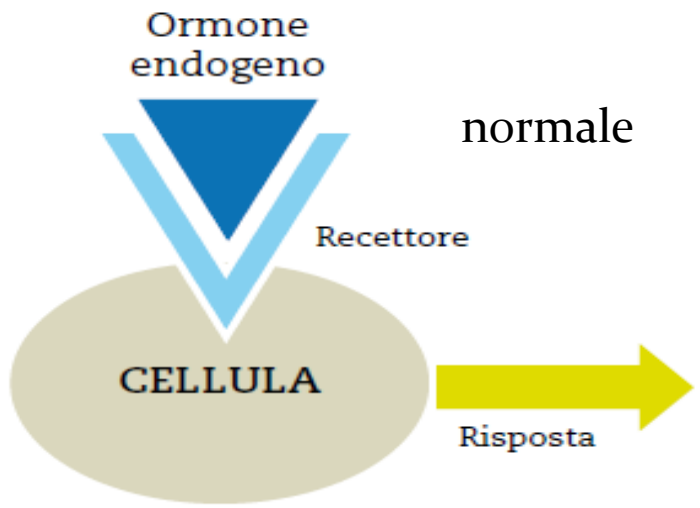 Ormone
endogeno
normale
Recettore
CELLULA
Risposta